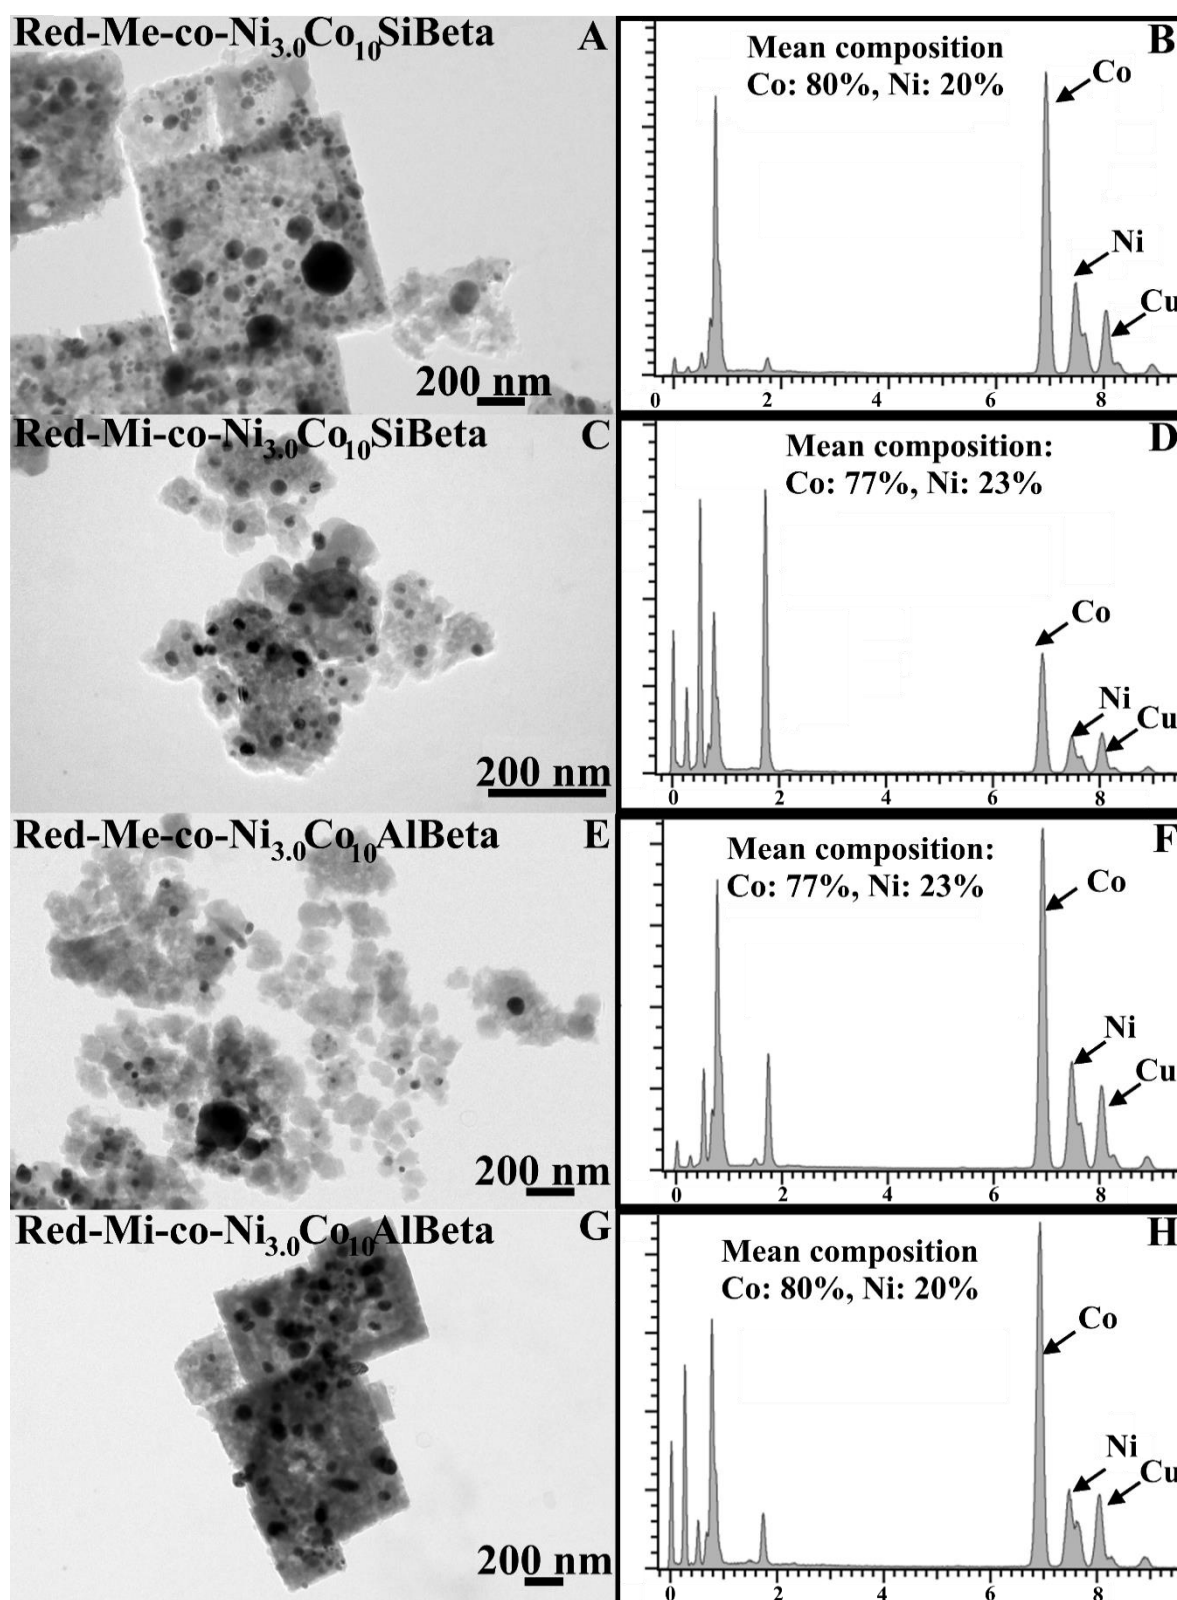 Red-Me-co-Ni3.0Co10SiBeta A
200 nm
B
Mean composition
Co: 80%, Ni: 20%
Co
Ni
Cu
0 2 4 6 8
Red-Mi-co-Ni3.0Co10SiBeta C
200 nm
D
Mean composition:
Co: 77%, Ni: 23%
Co
Ni
Cu
0 2 4 6 8
Red-Me-co-Ni3.0Co10AlBeta E
200 nm
F
Mean composition:
Co: 77%, Ni: 23%
Co
Ni
Cu
0 2 4 6 8
Red-Mi-co-Ni3.0Co10AlBeta G
200 nm
H
Mean composition
Co: 80%, Ni: 20%
Co
Ni
Cu
0 2 4 6 8